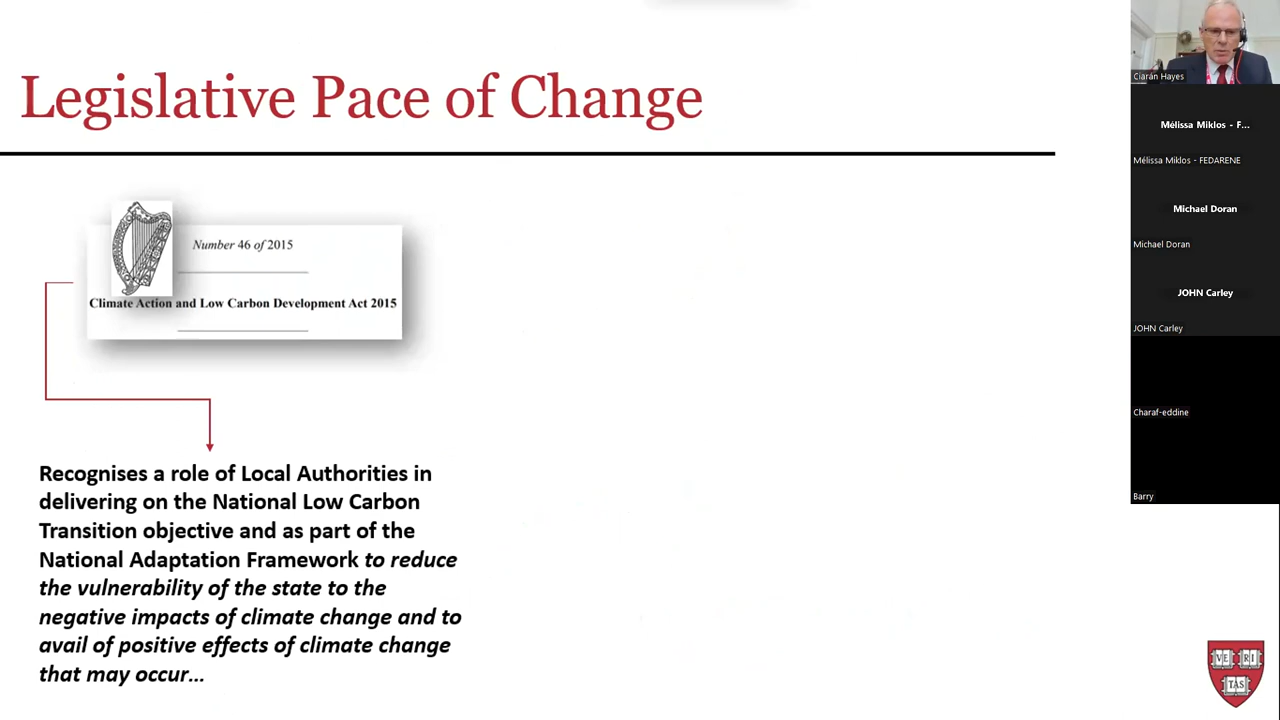 Legislative Pace of Change
Number 46 of 2015
Climate Action and Low Carbon Development Act 2015
Recognises a role of Local Authorities in
delivering on the National Low Carbon
Transition objective and as part of the
National Adaptation Framework to reduce
the vulnerability of the state to the
negative impacts of climate change and to
avail of positive effects of climate change
that may occur...
Ciarán Hayes
Mélissa Miklos - F...
Mélissa Miklos - FEDARENE
Michael Doran
Michael Doran
JOHN Carley
JOHN Carley
Charaf-eddine
Barry
VE RI
TAS